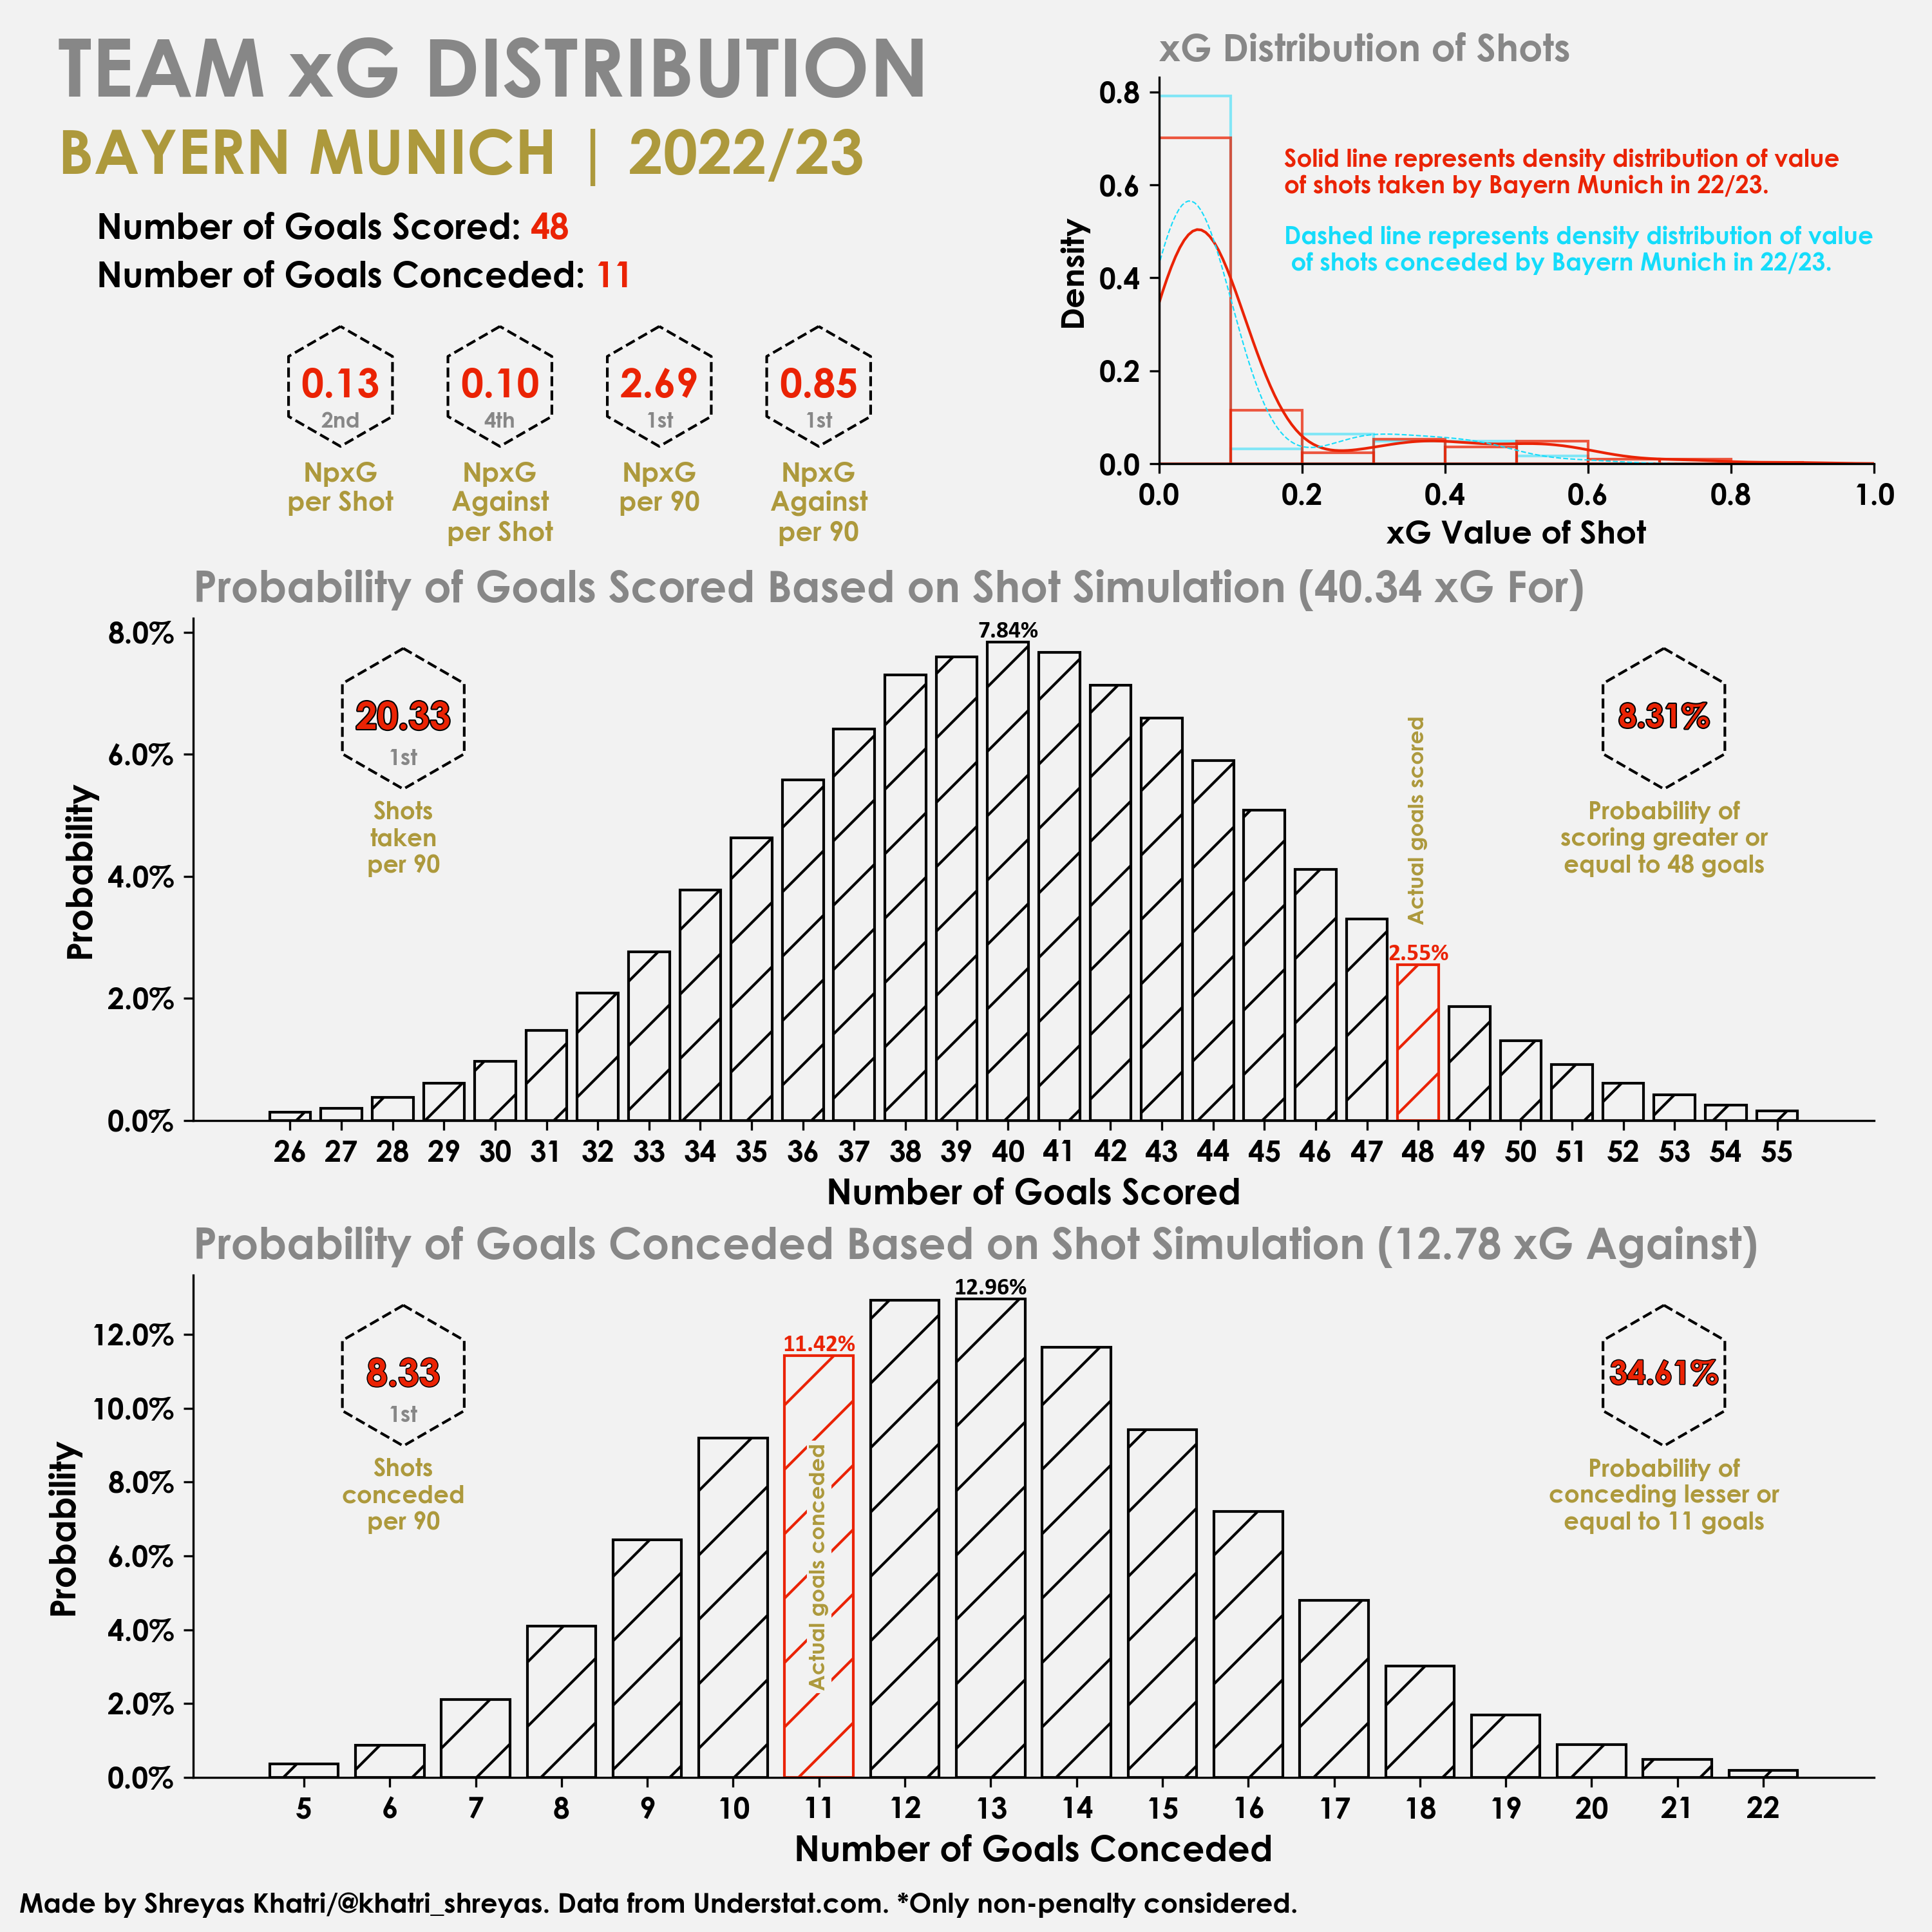 TEAM xG DISTRIBUTION
BAYERN MUNICH | 2022/23
Number of Goals Scored: 48
Number of Goals Conceded: 11
0.13
2nd
NpxG
per Shot
0.10
4th
NpxG
Against
per Shot
2.69
1st
NpxG
per 90
0.85
1st
NpxG
Against
per 90
xG Distribution of Shots
Density
0.8
0.6
0.4
0.2
0.0
Solid line represents density distribution of value
of shots taken by Bayern Munich in 22/23.
Dashed line represents density distribution of value
of shots conceded by Bayern Munich in 22/23.
0.0 0.2 0.4 0.6 0.8 1.0
xG Value of Shot
Probability of Goals Scored Based on Shot Simulation (40.34 xG For)
Probability
8.0%
6.0%
4.0%
2.0%
0.0%
20.33
1st
Shots
taken
per 90
7.84%
Actual goals scored
2.55%
8.31%
Probability of
scoring greater or
equal to 48 goals
26 27 28 29 30 31 32 33 34 35 36 37 38 39 40 41 42 43 44 45 46 47 48 49 50 51 52 53 54 55
Number of Goals Scored
Probability of Goals Conceded Based on Shot Simulation (12.78 xG Against)
Probability
12.0%
10.0%
8.0%
6.0%
4.0%
2.0%
0.0%
8.33
1st
Shots
conceded
per 90
11.42%
Actual goals conceded
12.96%
34.61%
Probability of
conceding lesser or
equal to 11 goals
5 6 7 8 9 10 11 12 13 14 15 16 17 18 19 20 21 22
Number of Goals Conceded
Made by Shreyas Khatri/@khatri_shreyas. Data from Understat.com. *Only non-penalty considered.